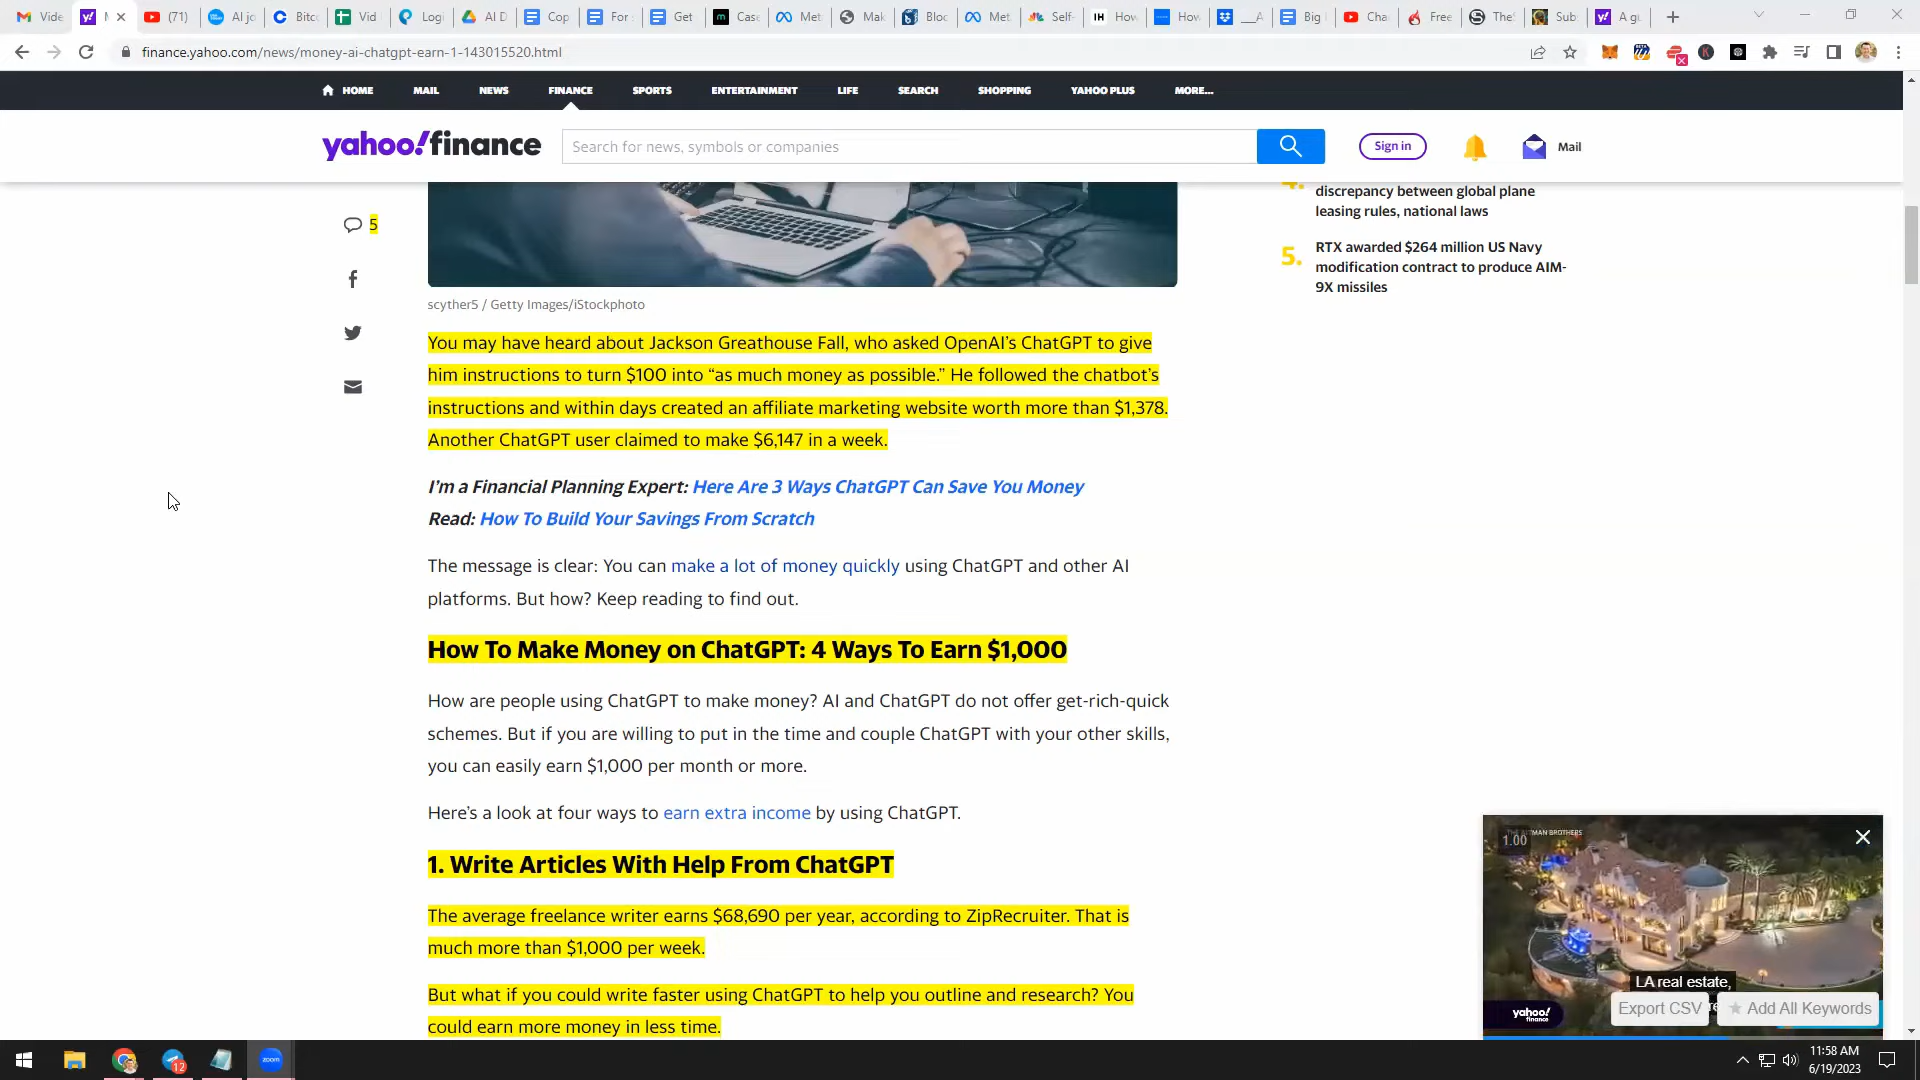 Vide
(71)
AI jo
Bitc
Vid
Logi
AI D
Cop
For
Get
Case
Met
Mak
Bloc
Met
Self-
How
How
__A
Big
Cha
Free
The
Sub
A gu
finance.yahoo.com/news/money-ai-chatgpt-earn-1-143015520.html
HOME
MAIL
NEWS
FINANCE
SPORTS
ENTERTAINMENT
LIFE
SEARCH
SHOPPING
YAHOO PLUS
MORE...
yahoo!finance
Search for news, symbols or companies
Sign in
Mail
5
4. discrepancy between global plane
leasing rules, national laws
5. RTX awarded $264 million US Navy
modification contract to produce AIM-
9X missiles
scyther5 / Getty Images/iStockphoto
You may have heard about Jackson Greathouse Fall, who asked OpenAI’s ChatGPT to give
him instructions to turn $100 into “as much money as possible.” He followed the chatbot’s
instructions and within days created an affiliate marketing website worth more than $1,378.
Another ChatGPT user claimed to make $6,147 in a week.
I’m a Financial Planning Expert: Here Are 3 Ways ChatGPT Can Save You Money
Read: How To Build Your Savings From Scratch
The message is clear: You can make a lot of money quickly using ChatGPT and other AI
platforms. But how? Keep reading to find out.
How To Make Money on ChatGPT: 4 Ways To Earn $1,000
How are people using ChatGPT to make money? AI and ChatGPT do not offer get-rich-quick
schemes. But if you are willing to put in the time and couple ChatGPT with your other skills,
you can easily earn $1,000 per month or more.
Here’s a look at four ways to earn extra income by using ChatGPT.
1. Write Articles With Help From ChatGPT
The average freelance writer earns $68,690 per year, according to ZipRecruiter. That is
much more than $1,000 per week.
But what if you could write faster using ChatGPT to help you outline and research? You
could earn more money in less time.
1.00
BROTHERS
LA real estate,
yahoo!
finance
Export CSV
Add All Keywords
12
zoom
11:58 AM
6/19/2023